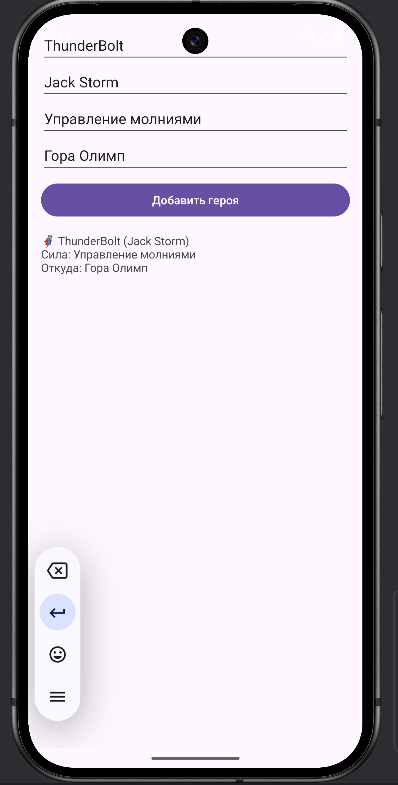 ThunderBolt
Jack Storm
Управление молниями
Гора Олимп
Добавить героя
🦸 ThunderBolt (Jack Storm)
Сила: Управление молниями
Откуда: Гора Олимп